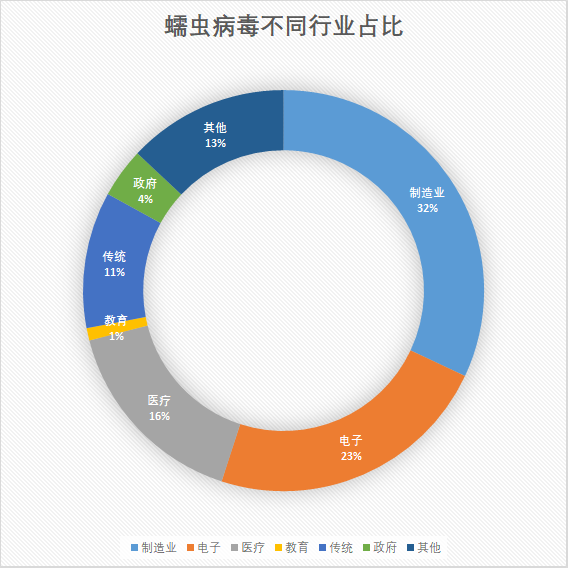 蠕虫病毒不同行业占比
其他
13%
制造业
32%
政府
4%
传统
11%
教育
1%
医疗
16%
电子
23%
制造业 电子 医疗 教育 传统 政府 其他